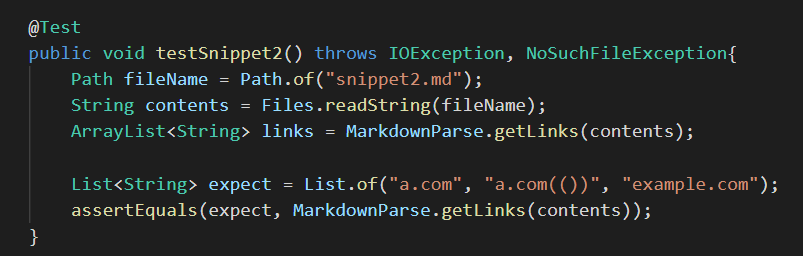 @Test
public void testSnippet2() throws IOException, NoSuchFileException{
Path fileName = Path.of("snippet2.md");
String contents = Files.readString(fileName);
ArrayList<String> links = MarkdownParse.getLinks(contents);
List<String> expect = List.of("a.com", "a.com(())", "example.com");
assertEquals(expect, MarkdownParse.getLinks(contents));
}